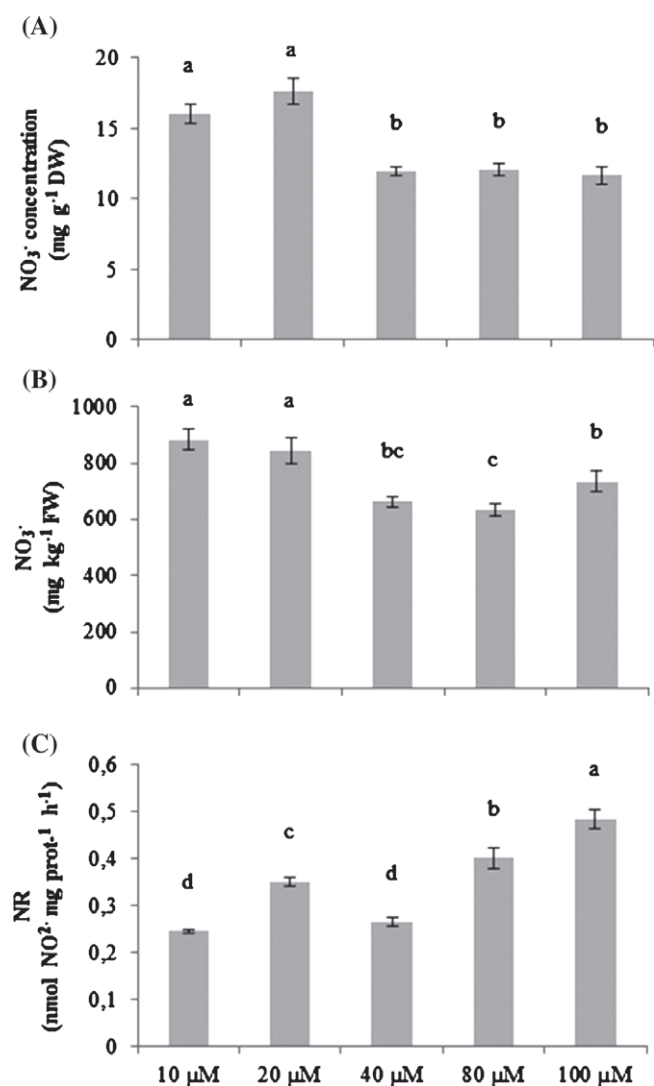 (A)
NO₃⁻ concentration
(mg g⁻¹ DW)
20
15
10
5
0
a
a
b
b
b
(B)
NO₃⁻
(mg kg⁻¹ FW)
1000
800
600
400
200
0
a
a
bc
c
b
(C)
NR
(nmol NO²⁻ mg prot-¹ h⁻¹)
0,6
0,5
0,4
0,3
0,2
0,1
0
d
c
d
b
a
10 µM 20 µM 40 µM 80 µM 100 µM